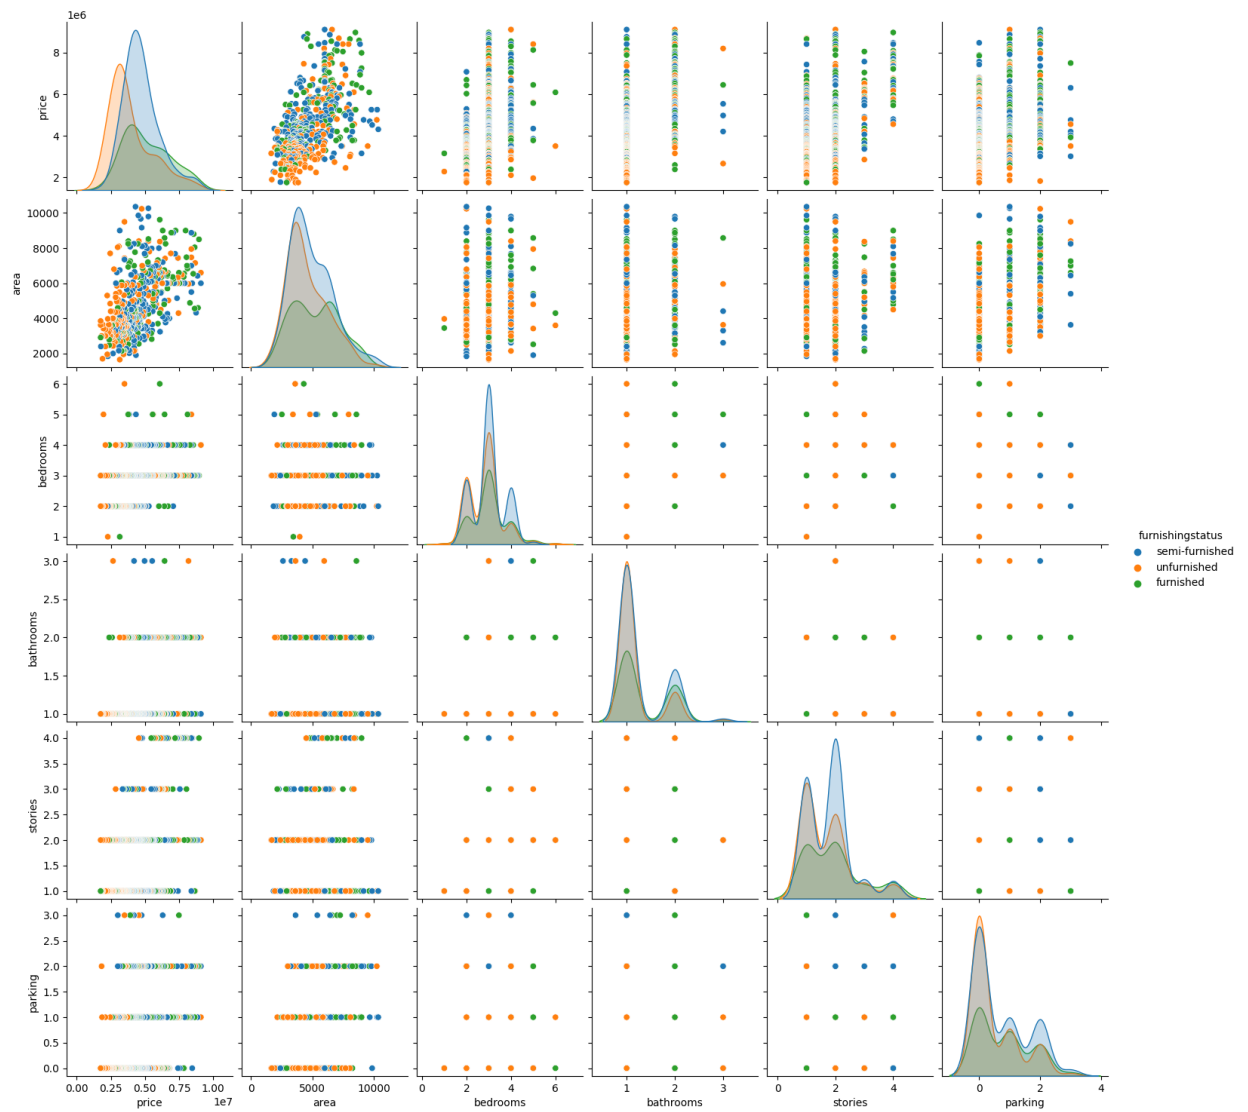 1e6
8
6
4
2
price
10000
8000
6000
4000
2000
area
6
5
4
3
2
1
bedrooms
3.0
2.5
2.0
1.5
1.0
bathrooms
4.0
3.5
3.0
2.5
2.0
1.5
1.0
stories
3.0
2.5
2.0
1.5
1.0
0.5
0.0
parking
0.00 0.25 0.50 0.75 1.00
1e7
price
0 5000 10000
area
0 2 4 6
bedrooms
1 2 3
bathrooms
0 2 4
stories
0 2 4
parking
furnishingstatus
semi-furnished
unfurnished
furnished